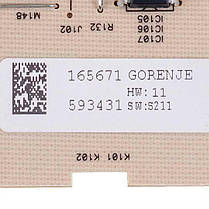 M148
R132
J102
IC105
IC106
IC107
165671 GORENJE
HW: 11
593431 SW:S211
K101 K102